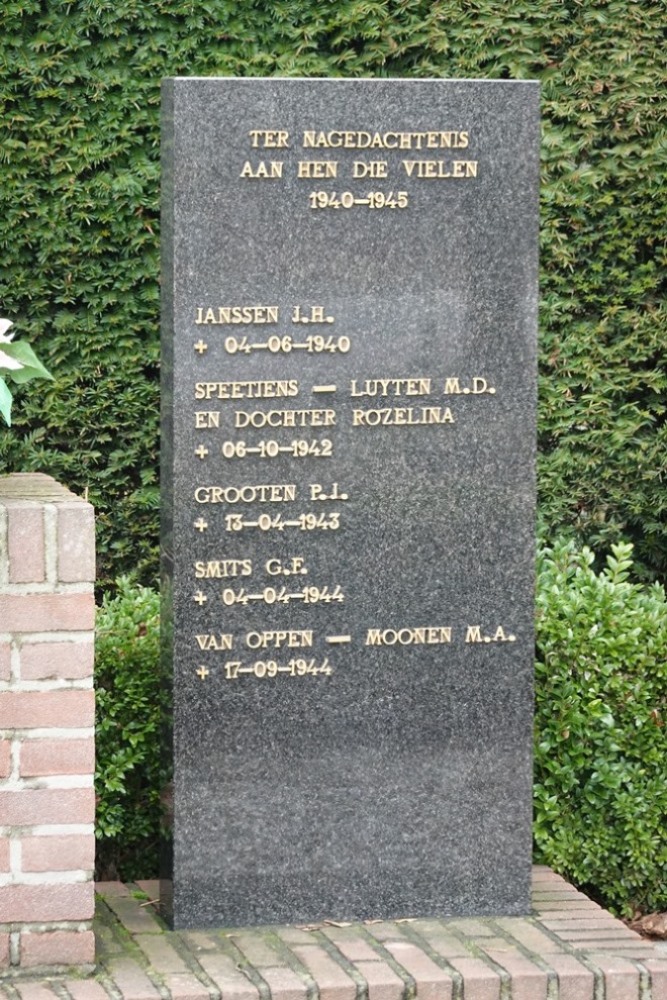 TER NAGEDACHTENIS
AAN HEN DIE VIELEN
1940–1945
JANSSEN J.H.
+ 04–06–1940
SPEETJENS – LUYTEN M.D.
EN DOCHTER ROZELINA
+ 06–10–1942
GROOTEN P.J.
+ 13–04–1943
SMITS G.F.
+ 04–04–1944
VAN OPPEN – MOONEN M.A.
+ 17–09–1944